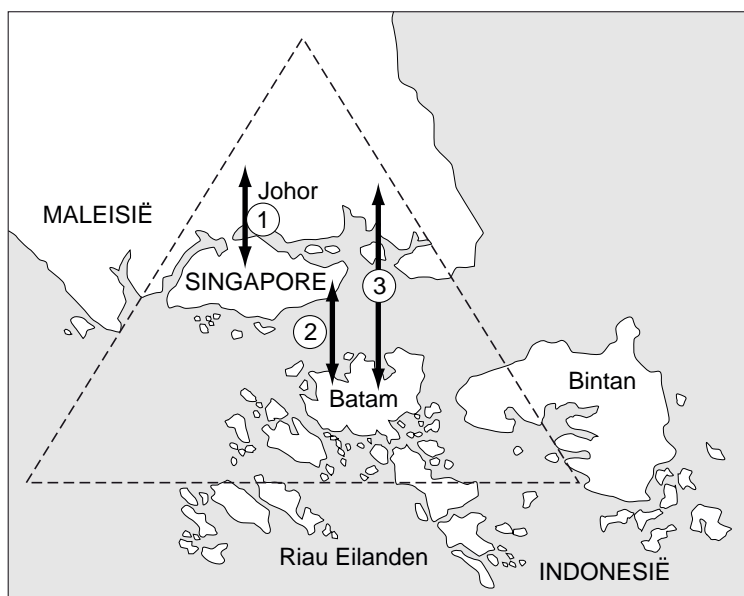 Johor
MALEISIË
1
SINGAPORE
3
2
Batam
Bintan
Riau Eilanden
INDONESIË